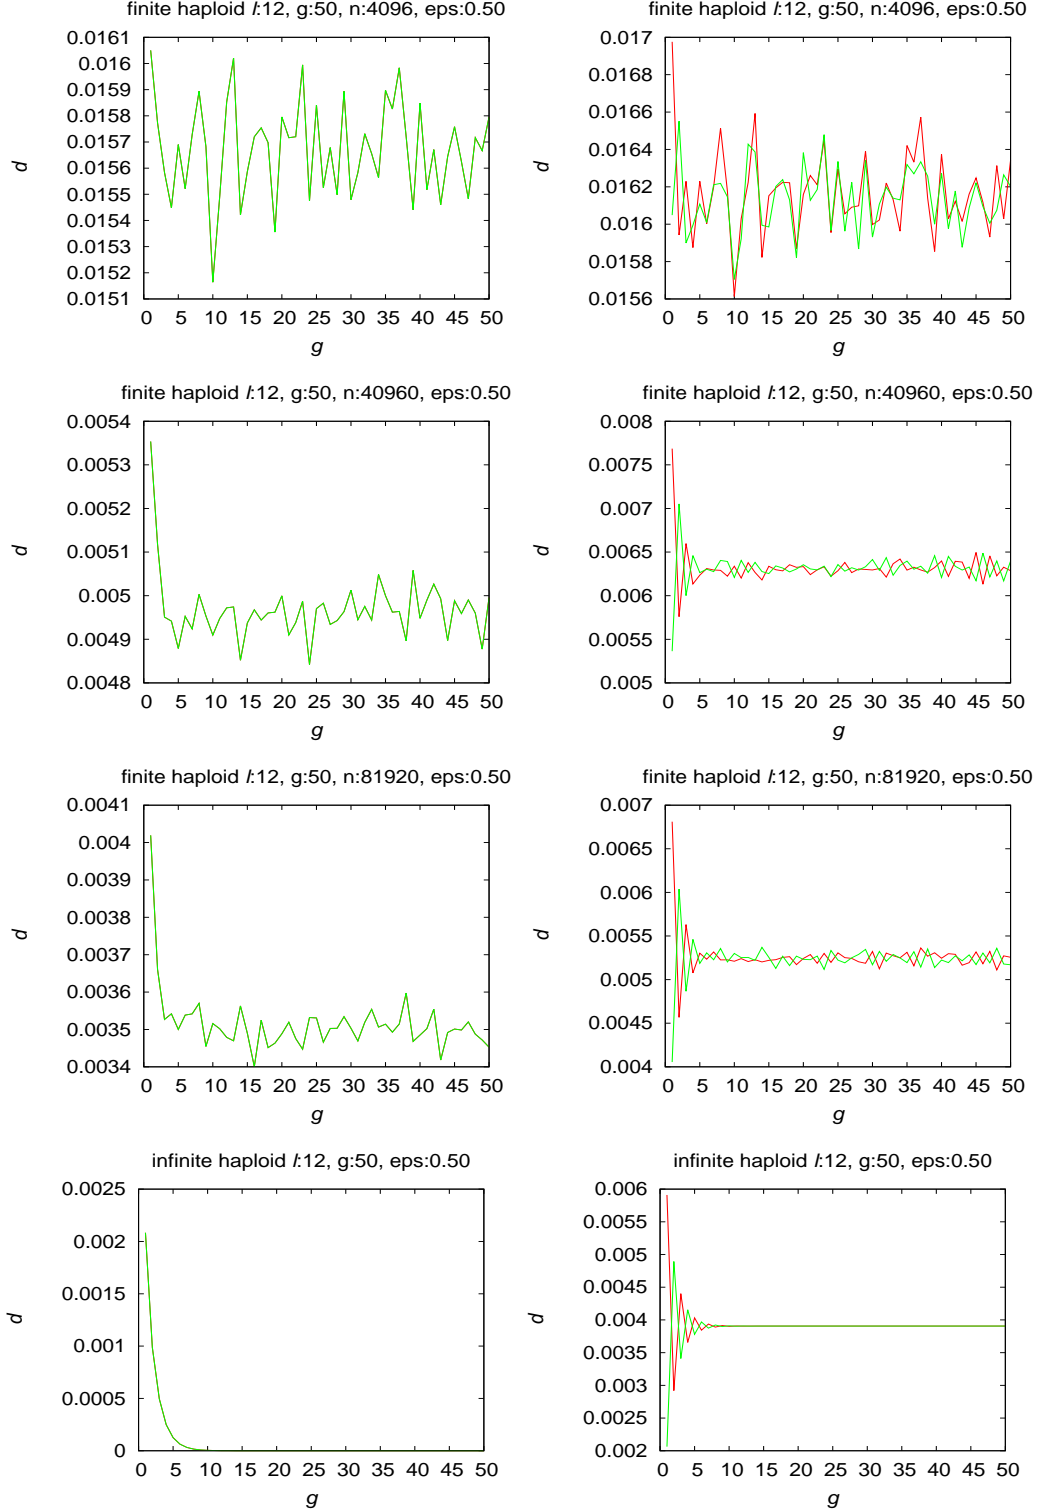 finite haploid l:12, g:50, n:4096, eps:0.50
0.0161
0.016
0.0159
0.0158
0.0157
0.0156
0.0155
0.0154
0.0153
0.0152
0.0151
d
0 5 10 15 20 25 30 35 40 45 50
g
finite haploid l:12, g:50, n:4096, eps:0.50
0.017
0.0168
0.0166
0.0164
0.0162
0.016
0.0158
0.0156
d
0 5 10 15 20 25 30 35 40 45 50
g
finite haploid l:12, g:50, n:40960, eps:0.50
0.0054
0.0053
0.0052
0.0051
0.005
0.0049
0.0048
d
0 5 10 15 20 25 30 35 40 45 50
g
finite haploid l:12, g:50, n:40960, eps:0.50
0.008
0.0075
0.007
0.0065
0.006
0.0055
0.005
d
0 5 10 15 20 25 30 35 40 45 50
g
finite haploid l:12, g:50, n:81920, eps:0.50
0.0041
0.004
0.0039
0.0038
0.0037
0.0036
0.0035
0.0034
d
0 5 10 15 20 25 30 35 40 45 50
g
finite haploid l:12, g:50, n:81920, eps:0.50
0.007
0.0065
0.006
0.0055
0.005
0.0045
0.004
d
0 5 10 15 20 25 30 35 40 45 50
g
infinite haploid l:12, g:50, eps:0.50
0.0025
0.002
0.0015
0.001
0.0005
0
d
0 5 10 15 20 25 30 35 40 45 50
g
infinite haploid l:12, g:50, eps:0.50
0.006
0.0055
0.005
0.0045
0.004
0.0035
0.003
0.0025
0.002
d
0 5 10 15 20 25 30 35 40 45 50
g